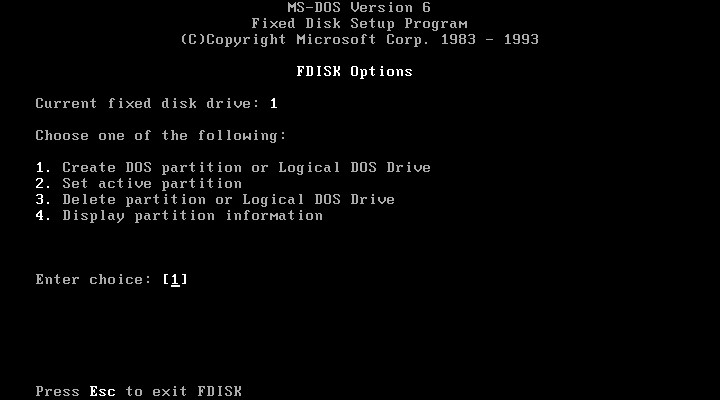 MS-DOS Version 6
Fixed Disk Setup Program
(C)Copyright Microsoft Corp. 1983 - 1993
FDISK Options
Current fixed disk drive: 1
Choose one of the following:
1. Create DOS partition or Logical DOS Drive
2. Set active partition
3. Delete partition or Logical DOS Drive
4. Display partition information
Enter choice: [1]
Press Esc to exit FDISK